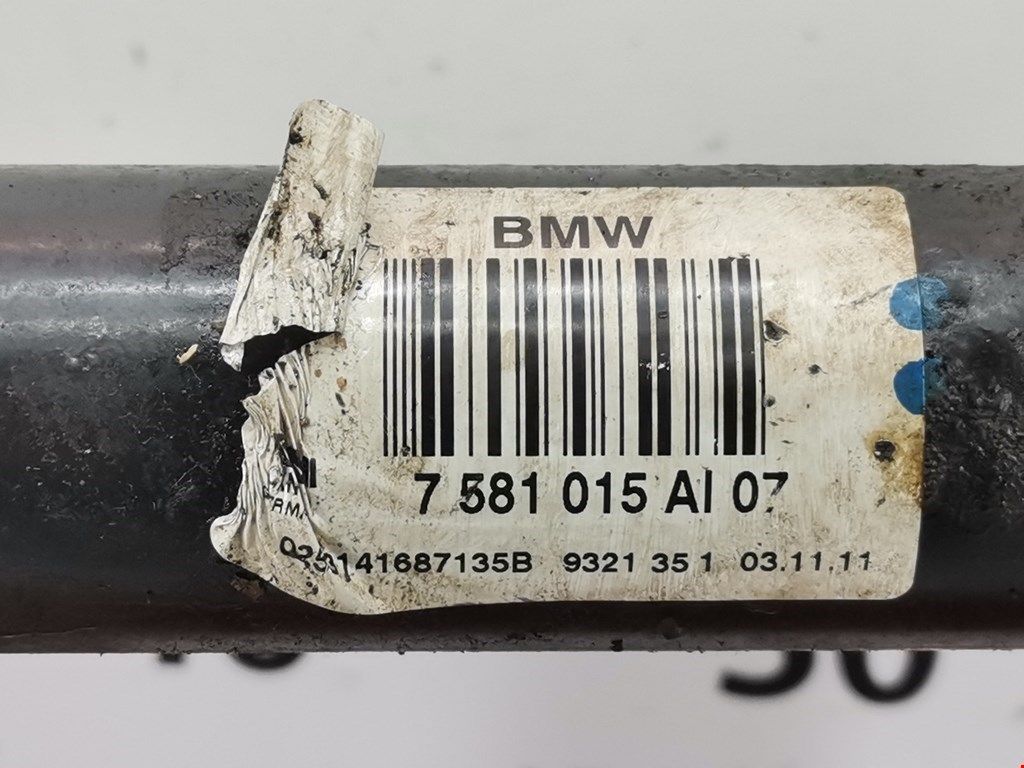 BMW
7 581 015 AI 07
141687135B 9321 35 1 03.11.11